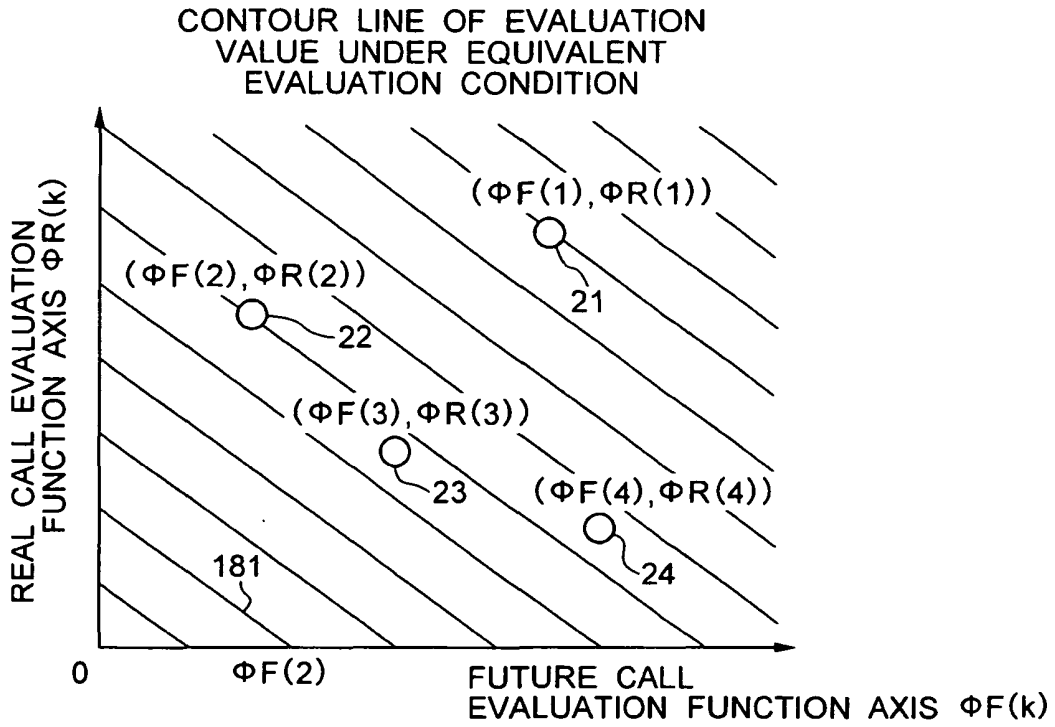 CONTOUR LINE OF EVALUATION
VALUE UNDER EQUIVALENT
EVALUATION CONDITION
REAL CALL EVALUATION
FUNCTION AXIS ΦR(k)
(ΦF(1),ΦR(1))
21
(ΦF(2),ΦR(2))
22
(ΦF(3),ΦR(3))
23
(ΦF(4),ΦR(4))
24
181
0
ΦF(2)
FUTURE CALL
EVALUATION FUNCTION AXIS ΦF(k)